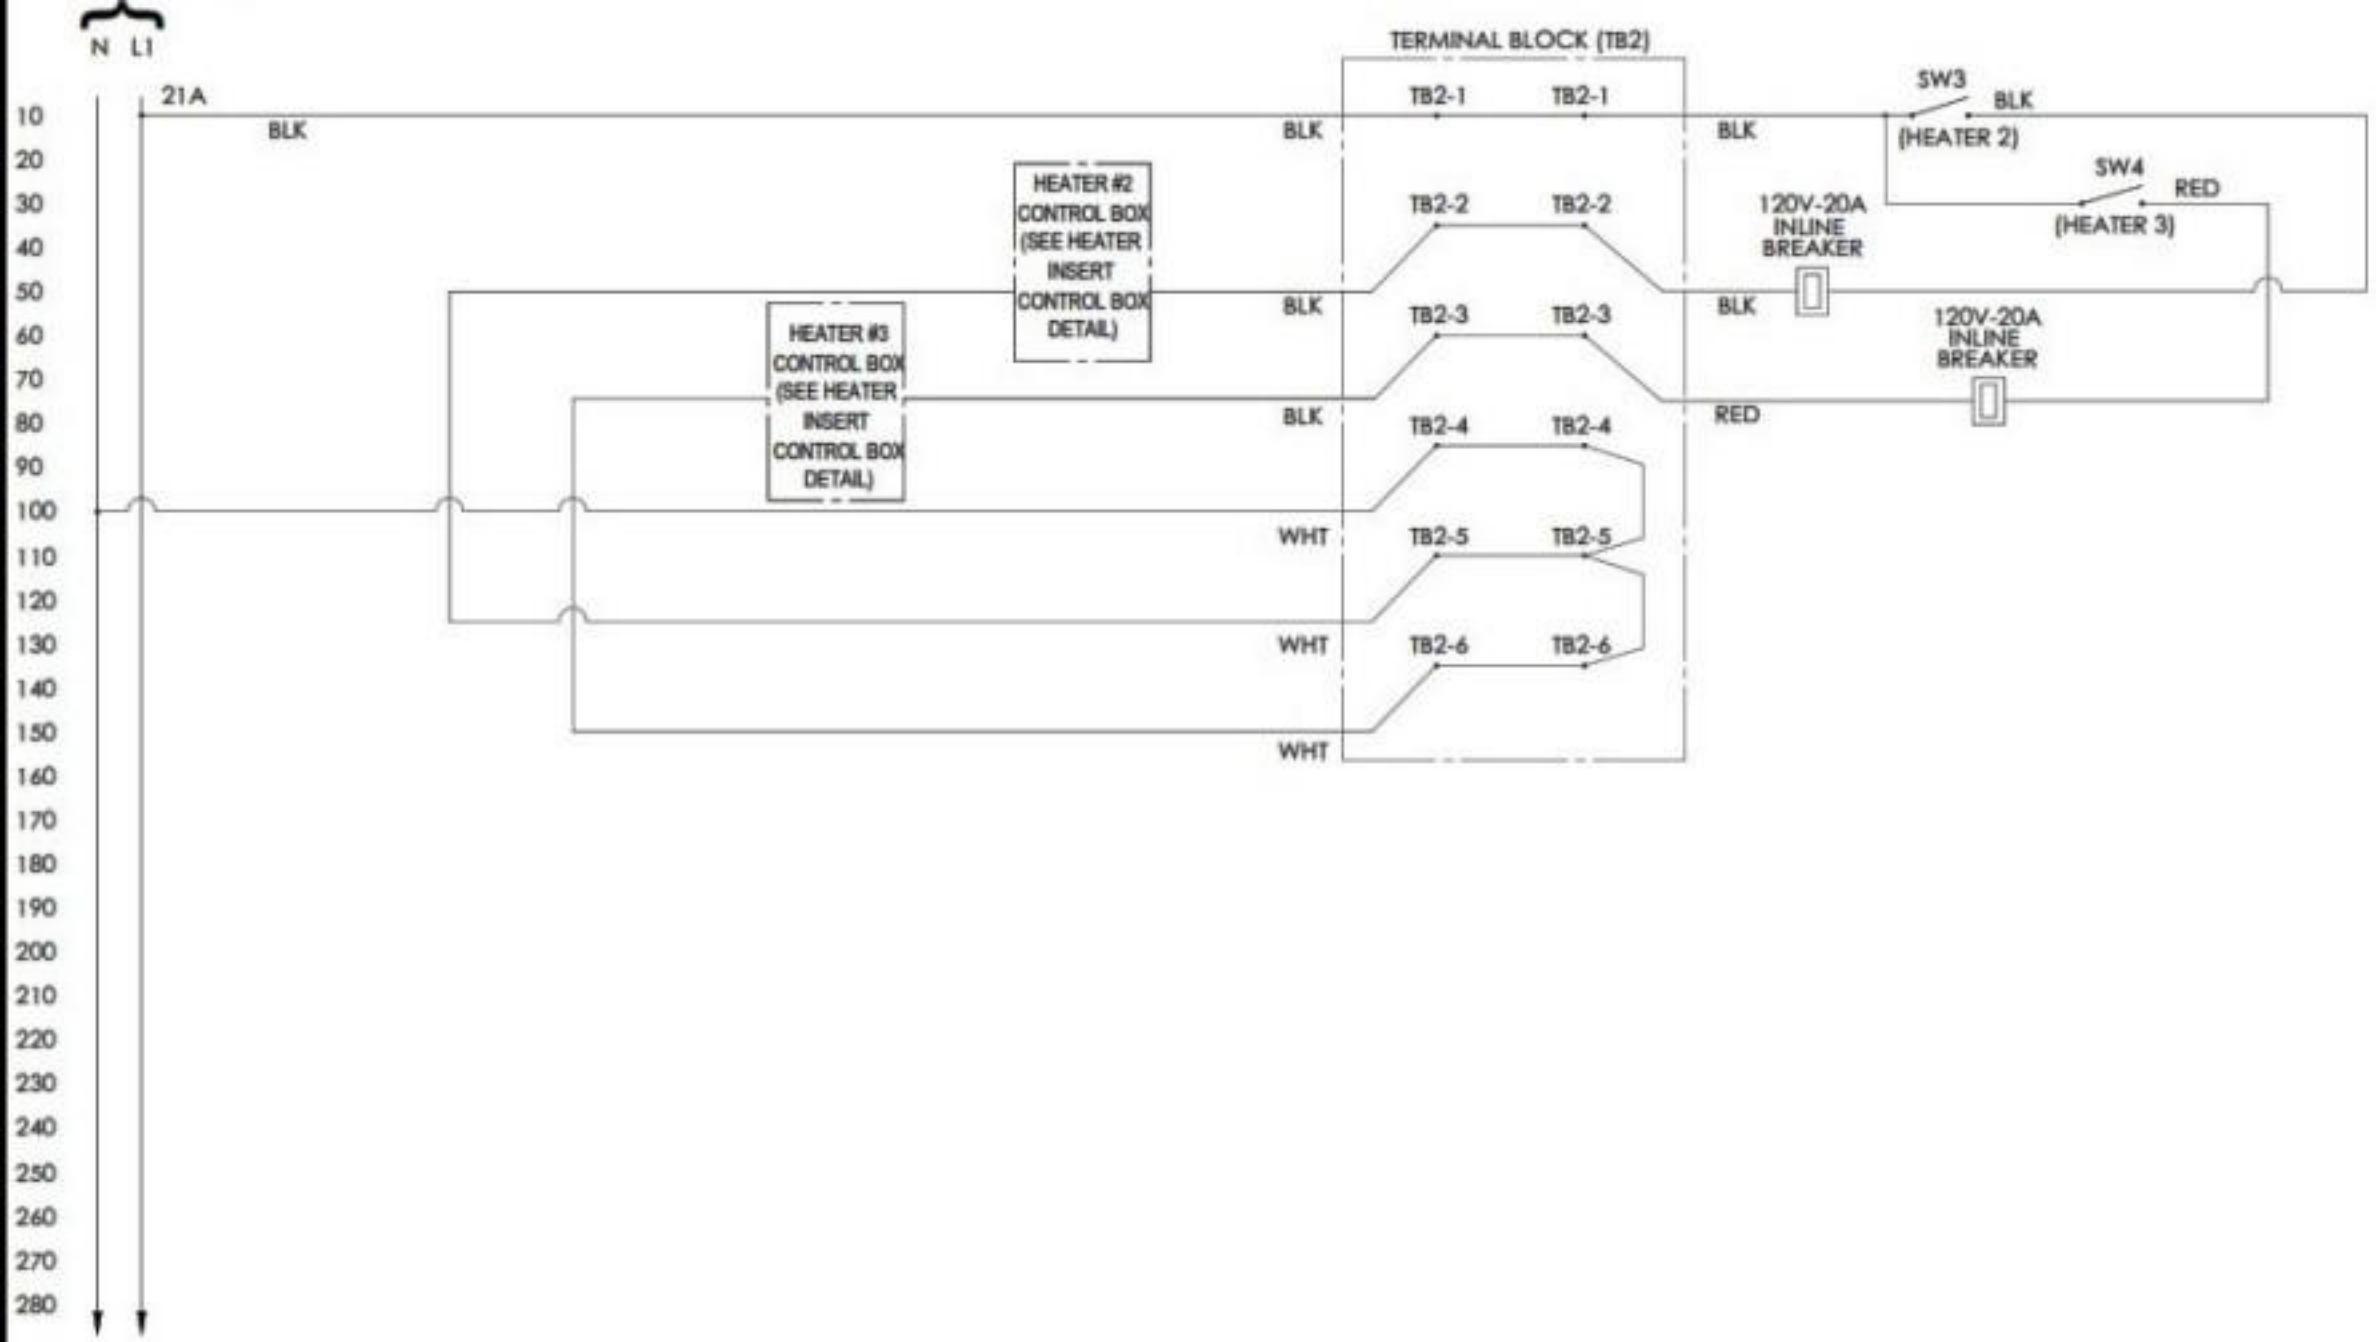 N L1
TERMINAL BLOCK (TB2)
21A
10
BLK
BLK
TB2-1 TB2-1
BLK
SW3
BLK
(HEATER 2)
20
HEATER #2
CONTROL BOX
(SEE HEATER
INSERT
CONTROL BOX
DETAIL)
SW4
RED
(HEATER 3)
30
TB2-2 TB2-2
120V-20A
INLINE
BREAKER
40
50
BLK
BLK
TB2-3 TB2-3
120V-20A
INLINE
BREAKER
60
HEATER #3
CONTROL BOX
(SEE HEATER
INSERT
CONTROL BOX
DETAIL)
70
80
BLK
RED
TB2-4 TB2-4
90
100
WHT
TB2-5 TB2-5
110
120
130
WHT
TB2-6 TB2-6
140
150
WHT
160
170
180
190
200
210
220
230
240
250
260
270
280